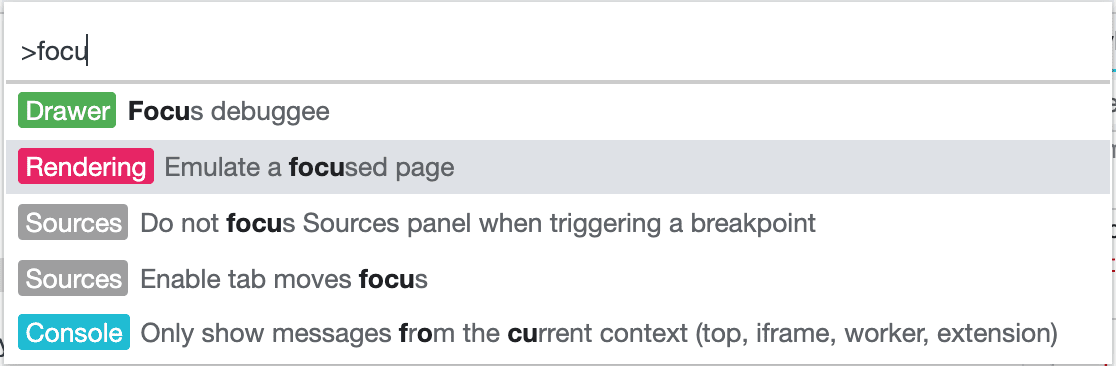 >focu
Drawer Focus debuggee
Rendering Emulate a focused page
Sources Do not focus Sources panel when triggering a breakpoint
Sources Enable tab moves focus
Console Only show messages from the current context (top, iframe, worker, extension)